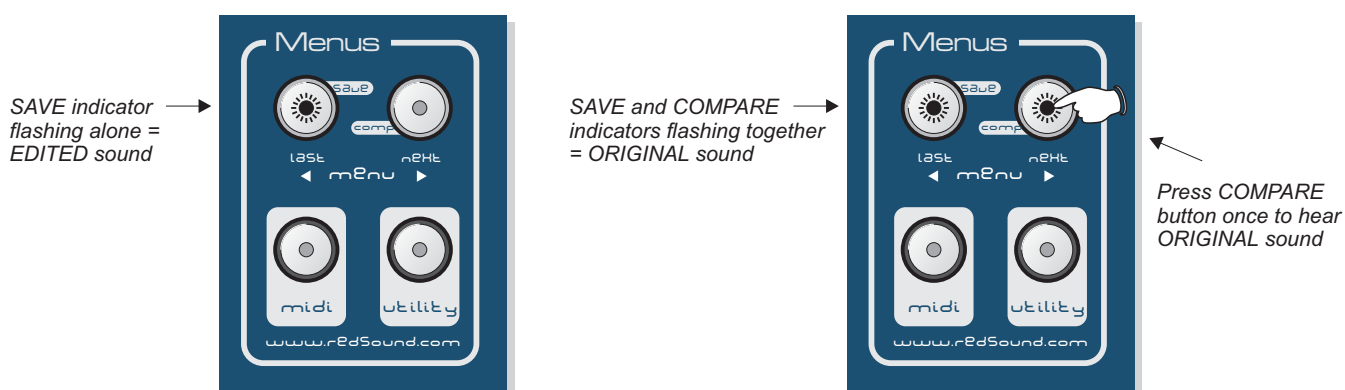 SAVE indicator
flashing alone =
EDITED sound
Menus
save
comp
last next
menu
midi utility
www.redsound.com
SAVE and COMPARE
indicators flashing together
= ORIGINAL sound
Menus
save
comp
last next
menu
midi utility
www.redsound.com
Press COMPARE
button once to hear
ORIGINAL sound